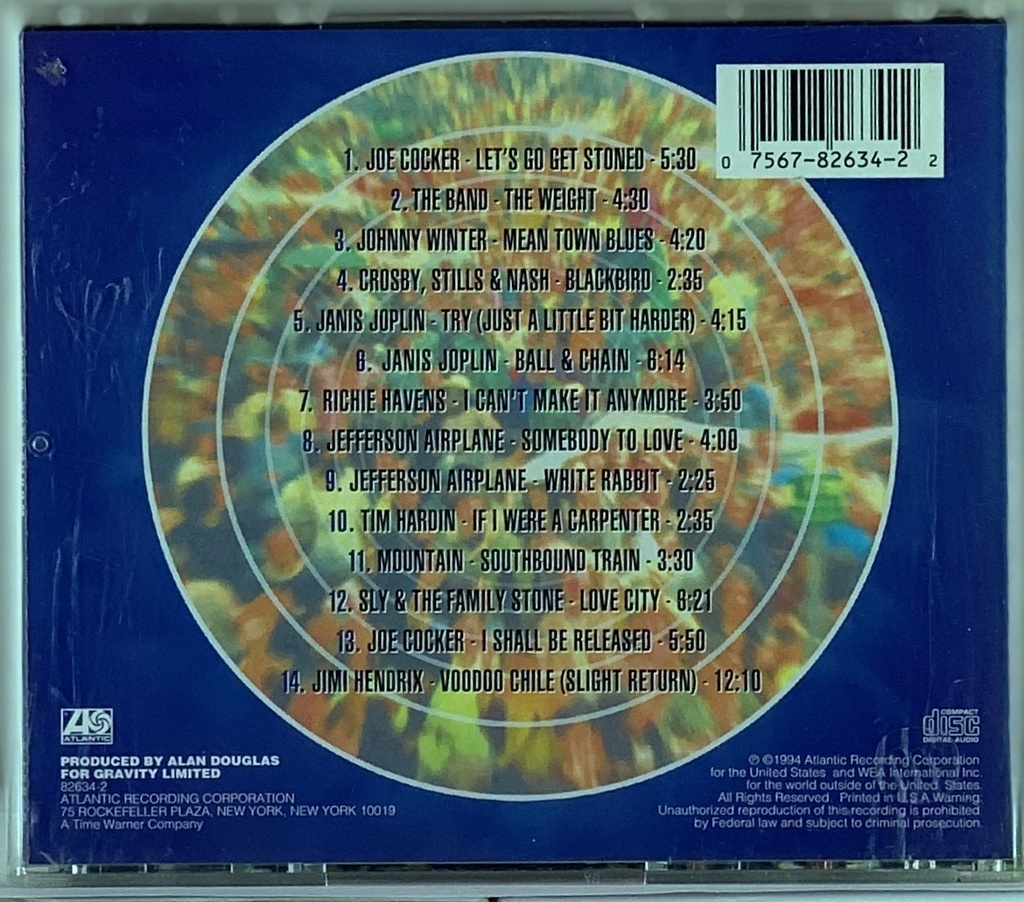 0 7567-82634-2 2
1. JOE COCKER - LET'S GO GET STONED - 5:30
2. THE BAND - THE WEIGHT - 4:30
3. JOHNNY WINTER - MEAN TOWN BLUES - 4:20
4. CROSBY, STILLS & NASH - BLACKBIRD - 2:35
5. JANIS JOPLIN - TRY (JUST A LITTLE BIT HARDER) - 4:15
6. JANIS JOPLIN - BALL & CHAIN - 6:14
7. RICHIE HAVENS - I CAN'T MAKE IT ANYMORE - 3:50
8. JEFFERSON AIRPLANE - SOMEBODY TO LOVE - 4:00
9. JEFFERSON AIRPLANE - WHITE RABBIT - 2:25
10. TIM HARDIN - IF I WERE A CARPENTER - 2:35
11. MOUNTAIN - SOUTHBOUND TRAIN - 3:30
12. SLY & THE FAMILY STONE - LOVE CITY - 6:21
13. JOE COCKER - I SHALL BE RELEASED - 5:50
14. JIMI HENDRIX - VOODOO CHILE (SLIGHT RETURN) - 12:10
ATLANTIC
PRODUCED BY ALAN DOUGLAS
FOR GRAVITY LIMITED
82634-2
ATLANTIC RECORDING CORPORATION
75 ROCKEFELLER PLAZA, NEW YORK, NEW YORK 10019
A Time Warner Company
COMPACT
disc
DIGITAL AUDIO
℗ ©1994 Atlantic Recording Corporation
for the United States and WEA International Inc.
for the world outside of the United States.
All Rights Reserved. Printed in U.S.A. Warning:
Unauthorized reproduction of this recording is prohibited
by Federal law and subject to criminal prosecution.